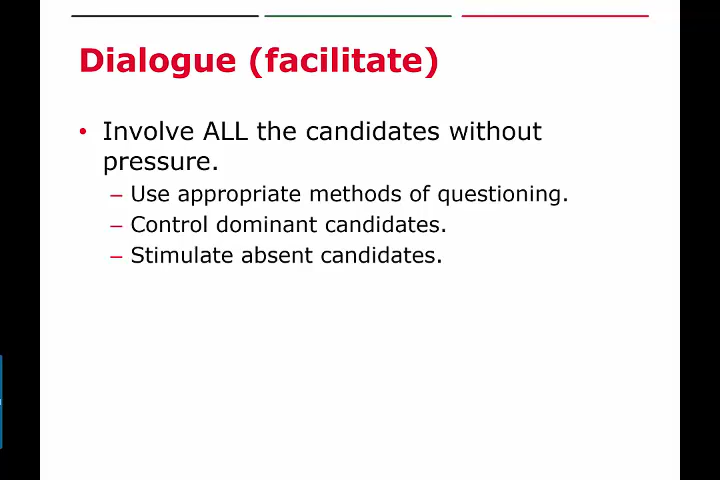 Dialogue (facilitate)
• Involve ALL the candidates without
pressure.
– Use appropriate methods of questioning.
– Control dominant candidates.
– Stimulate absent candidates.